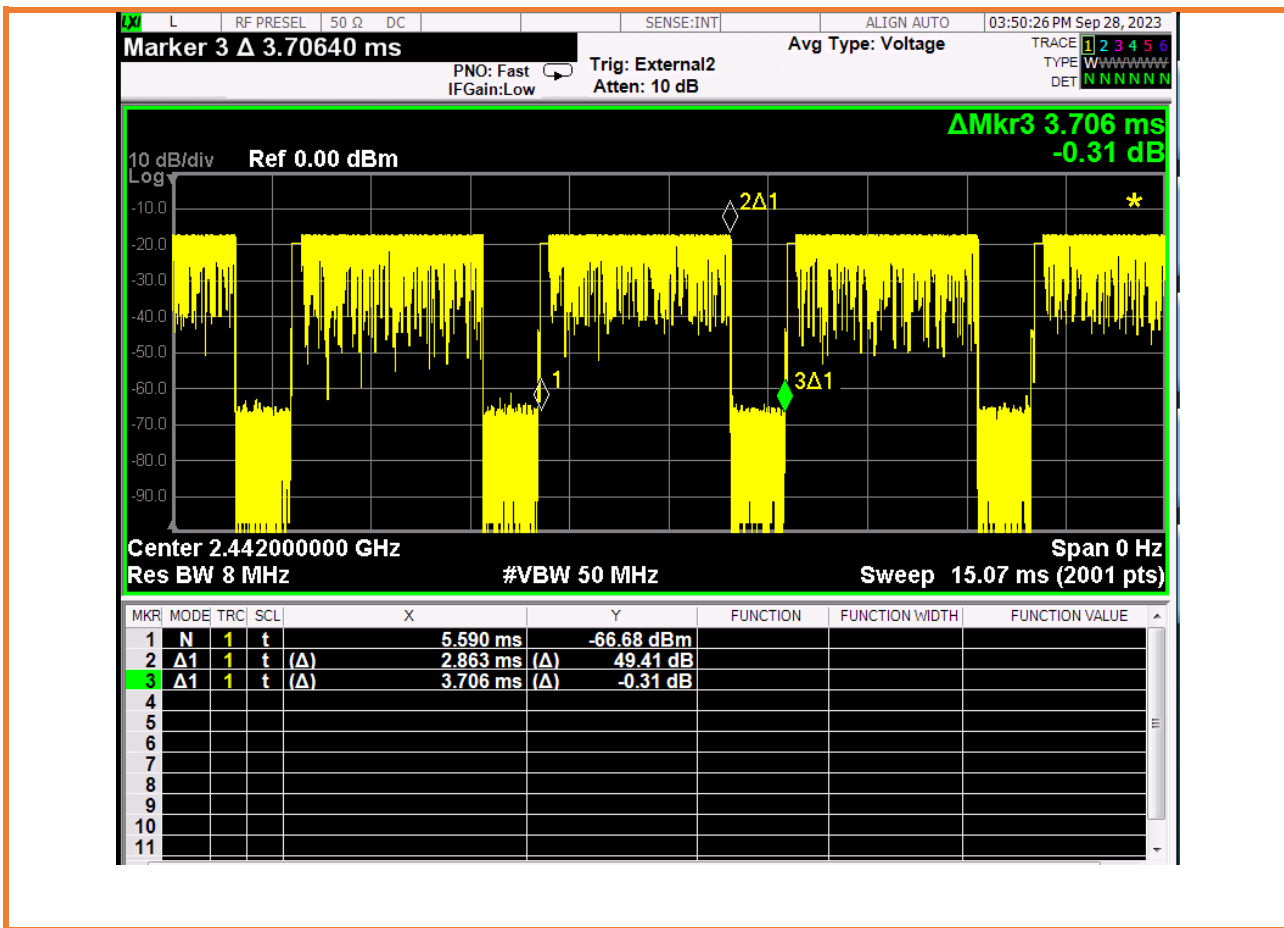 LXI L RF PRESEL 50 Ω DC SENSE:INT ALIGN AUTO 03:50:26 PM Sep 28, 2023
Marker 3 Δ 3.70640 ms Avg Type: Voltage TRACE 1 2 3 4 5 6
PNO: Fast Trig: External2 TYPE WWWWWW
IFGain:Low Atten: 10 dB DET N N N N N N
ΔMkr3 3.706 ms
10 dB/div Ref 0.00 dBm -0.31 dB
Log
2Δ1
*
-10.0
-20.0
-30.0
-40.0
-50.0
1
3Δ1
-60.0
-70.0
-80.0
-90.0
Center 2.442000000 GHz Span 0 Hz
Res BW 8 MHz #VBW 50 MHz Sweep 15.07 ms (2001 pts)
MKR MODE TRC SCL X Y FUNCTION FUNCTION WIDTH FUNCTION VALUE
1 N 1 t 5.590 ms -66.68 dBm
2 Δ1 1 t (Δ) 2.863 ms (Δ) 49.41 dB
3 Δ1 1 t (Δ) 3.706 ms (Δ) -0.31 dB
4
5
6
7
8
9
10
11